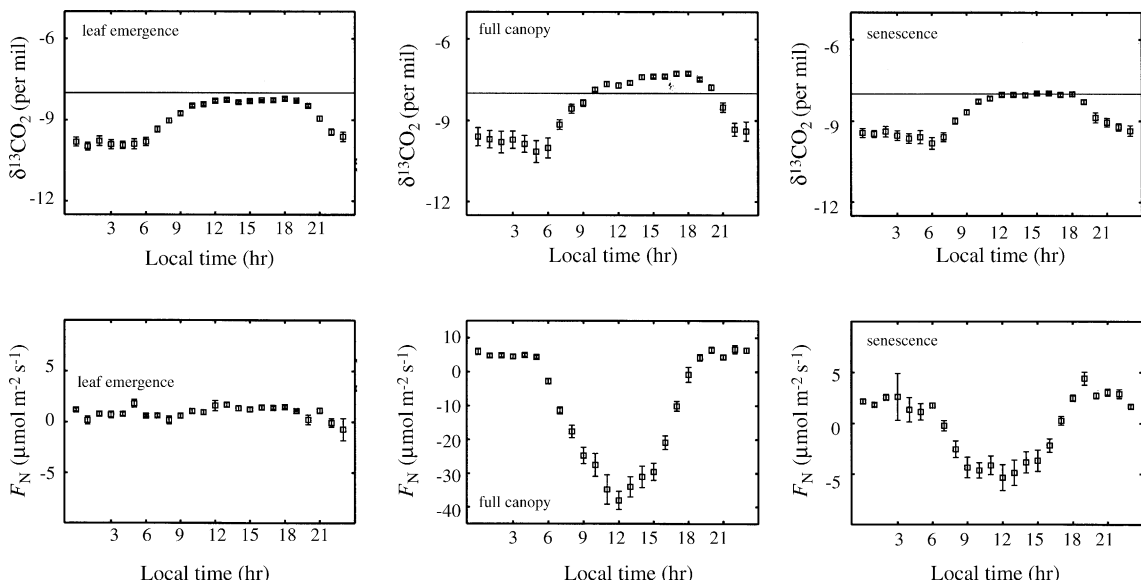 -6
leaf emergence
-9
-12
δ¹³CO₂ (per mil)
3 6 9 12 15 18 21
Local time (hr)
-6
full canopy
-9
-12
δ¹³CO₂ (per mil)
3 6 9 12 15 18 21
Local time (hr)
-6
senescence
-9
-12
δ¹³CO₂ (per mil)
3 6 9 12 15 18 21
Local time (hr)
5
leaf emergence
0
-5
F_N (μmol m⁻² s⁻¹)
3 6 9 12 15 18 21
Local time (hr)
10
0
-10
-20
-30
full canopy
-40
F_N (μmol m⁻² s⁻¹)
3 6 9 12 15 18 21
Local time (hr)
senescence
5
0
-5
F_N (μmol m⁻² s⁻¹)
3 6 9 12 15 18 21
Local time (hr)